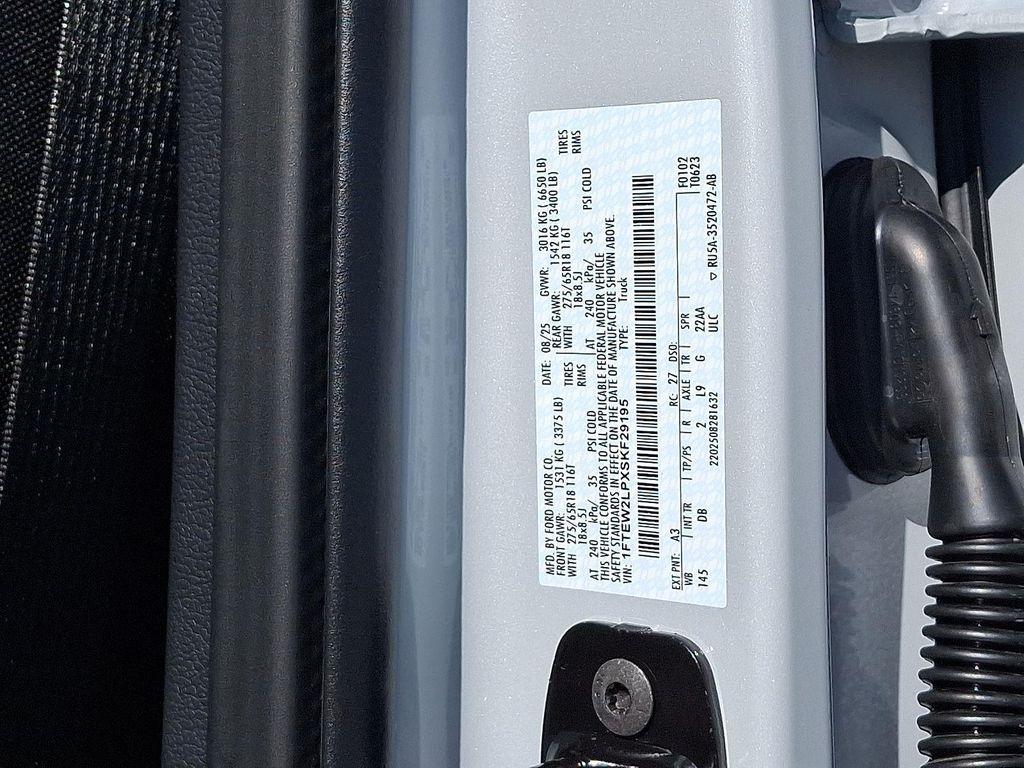 MFD. BY FORD MOTOR CO.
DATE: 08/25 GVWR: 3016 KG ( 6650 LB)
FRONT GAWR: 1531 KG ( 3375 LB)
REAR GAWR: 1542 KG ( 3400 LB)
WITH 275/65R18 116T TIRES
WITH 275/65R18 116T TIRES
18x8.5J RIMS
18x8.5J RIMS
AT 240 kPa/ 35 PSI COLD
AT 240 kPa/ 35 PSI COLD
THIS VEHICLE CONFORMS TO ALL APPLICABLE FEDERAL MOTOR VEHICLE
SAFETY STANDARDS IN EFFECT ON THE DATE OF MANUFACTURE SHOWN ABOVE.
VIN: 1FTEW2LPXSKF29195 TYPE: Truck
EXT PNT: A3 RC: 27 DSO: F0102
WB INT TR TP/PS R AXLE TR SPR T0623
145 DB 2 L9 G 22AA
2202508281632 ULC RU5A-3520472-AB